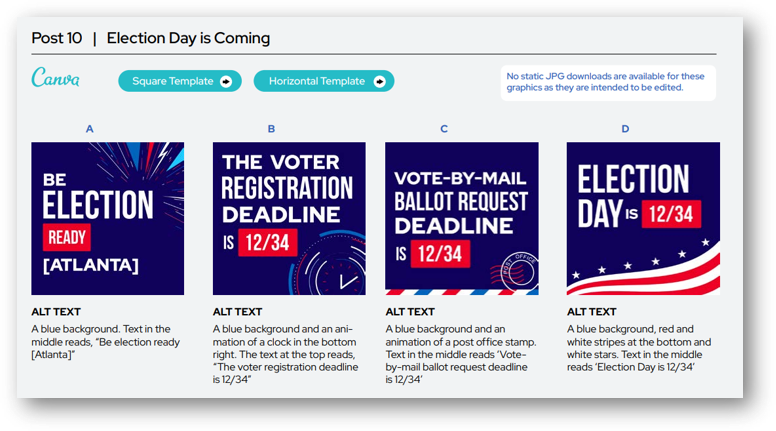 Post 10 | Election Day is Coming
Canva
Square Template
Horizontal Template
No static JPG downloads are available for these
graphics as they are intended to be edited.
A
B
C
D
BE
ELECTION
READY
[ATLANTA]
THE VOTER
REGISTRATION
DEADLINE
IS 12/34
VOTE-BY-MAIL
BALLOT REQUEST
DEADLINE
IS 12/34
POST OFFICE
ELECTION
DAY IS 12/34
ALT TEXT
A blue background. Text in the
middle reads, "Be election ready
[Atlanta]"
ALT TEXT
A blue background and an ani-
mation of a clock in the bottom
right. The text at the top reads,
"The voter registration deadline
is 12/34"
ALT TEXT
A blue background and an
animation of a post office stamp.
Text in the middle reads 'Vote-
by-mail ballot request deadline
is 12/34'
ALT TEXT
A blue background, red and
white stripes at the bottom and
white stars. Text in the middle
reads 'Election Day is 12/34'